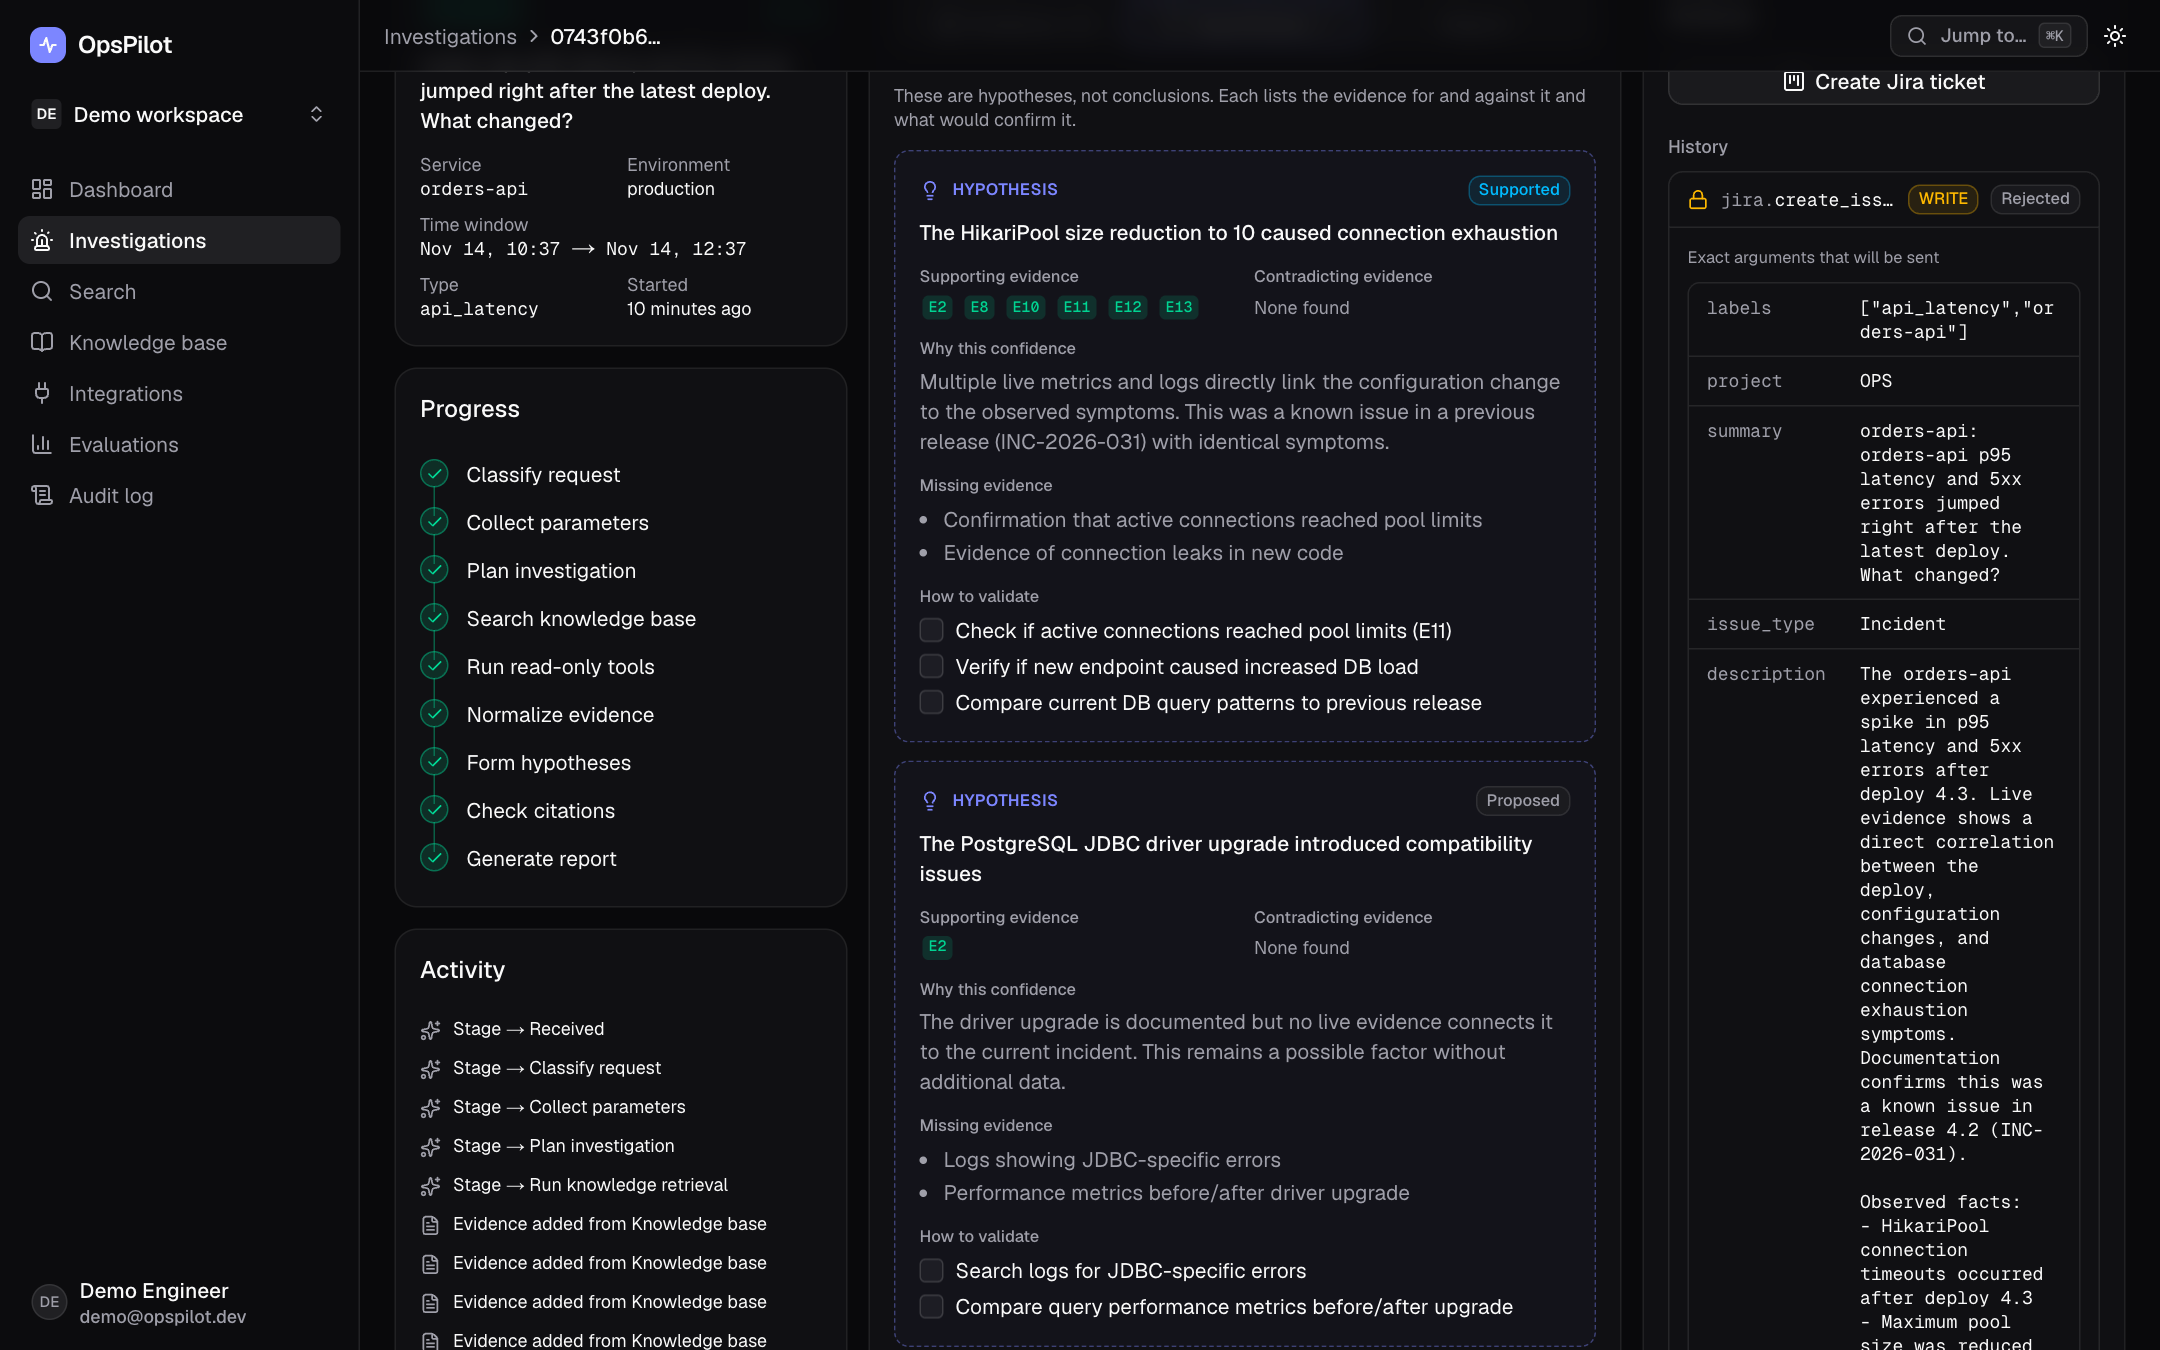 OpsPilot
DE
Demo workspace
Dashboard
Investigations
Search
Knowledge base
Integrations
Evaluations
Audit log
DE
Demo Engineer
demo@opspilot.dev
Investigations
0743f0b6…
Jump to…
⌘K
jumped right after the latest deploy.
What changed?
Service
orders-api
Environment
production
Time window
Nov 14, 10:37 → Nov 14, 12:37
Type
api_latency
Started
10 minutes ago
Progress
Classify request
Collect parameters
Plan investigation
Search knowledge base
Run read-only tools
Normalize evidence
Form hypotheses
Check citations
Generate report
Activity
Stage → Received
Stage → Classify request
Stage → Collect parameters
Stage → Plan investigation
Stage → Run knowledge retrieval
Evidence added from Knowledge base
Evidence added from Knowledge base
Evidence added from Knowledge base
Evidence added from Knowledge base
These are hypotheses, not conclusions. Each lists the evidence for and against it and
what would confirm it.
HYPOTHESIS
Supported
The HikariPool size reduction to 10 caused connection exhaustion
Supporting evidence
E2 E8 E10 E11 E12 E13
Contradicting evidence
None found
Why this confidence
Multiple live metrics and logs directly link the configuration change
to the observed symptoms. This was a known issue in a previous
release (INC-2026-031) with identical symptoms.
Missing evidence
• Confirmation that active connections reached pool limits
• Evidence of connection leaks in new code
How to validate
Check if active connections reached pool limits (E11)
Verify if new endpoint caused increased DB load
Compare current DB query patterns to previous release
HYPOTHESIS
Proposed
The PostgreSQL JDBC driver upgrade introduced compatibility
issues
Supporting evidence
E2
Contradicting evidence
None found
Why this confidence
The driver upgrade is documented but no live evidence connects it
to the current incident. This remains a possible factor without
additional data.
Missing evidence
• Logs showing JDBC-specific errors
• Performance metrics before/after driver upgrade
How to validate
Search logs for JDBC-specific errors
Compare query performance metrics before/after upgrade
Create Jira ticket
History
jira.create_iss…
WRITE
Rejected
Exact arguments that will be sent
labels
["api_latency","or
ders-api"]
project
OPS
summary
orders-api:
orders-api p95
latency and 5xx
errors jumped
right after the
latest deploy.
What changed?
issue_type
Incident
description
The orders-api
experienced a
spike in p95
latency and 5xx
errors after
deploy 4.3. Live
evidence shows a
direct correlation
between the
deploy,
configuration
changes, and
database
connection
exhaustion
symptoms.
Documentation
confirms this was
a known issue in
release 4.2 (INC-
2026-031).
Observed facts:
- HikariPool
connection
timeouts occurred
after deploy 4.3
- Maximum pool
size was reduced